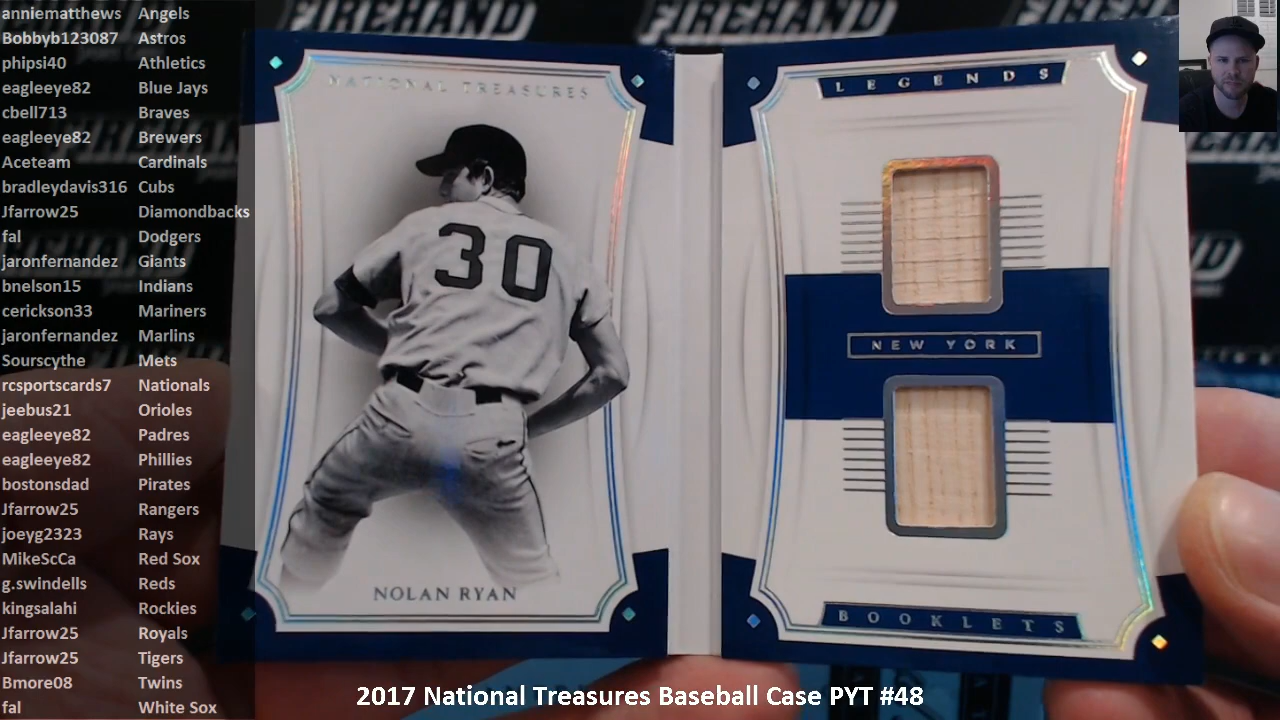 anniematthews Angels
Bobbyb123087 Astros
phipsi40 Athletics
eagleeye82 Blue Jays
cbell713 Braves
eagleeye82 Brewers
Aceteam Cardinals
bradleydavis316 Cubs
Jfarrow25 Diamondbacks
fal Dodgers
jaronfernandez Giants
bnelson15 Indians
cerickson33 Mariners
jaronfernandez Marlins
Sourscythe Mets
rcsportscards7 Nationals
jeebus21 Orioles
eagleeye82 Padres
eagleeye82 Phillies
bostonsdad Pirates
Jfarrow25 Rangers
joeyg2323 Rays
MikeScCa Red Sox
g.swindells Reds
kingsalahi Rockies
Jfarrow25 Royals
Jfarrow25 Tigers
Bmore08 Twins
fal White Sox
FIREHAND
FIREHAND
NATIONAL TREASURES
30
NOLAN RYAN
LEGENDS
NEW YORK
BOOKLETS
2017 National Treasures Baseball Case PYT #48